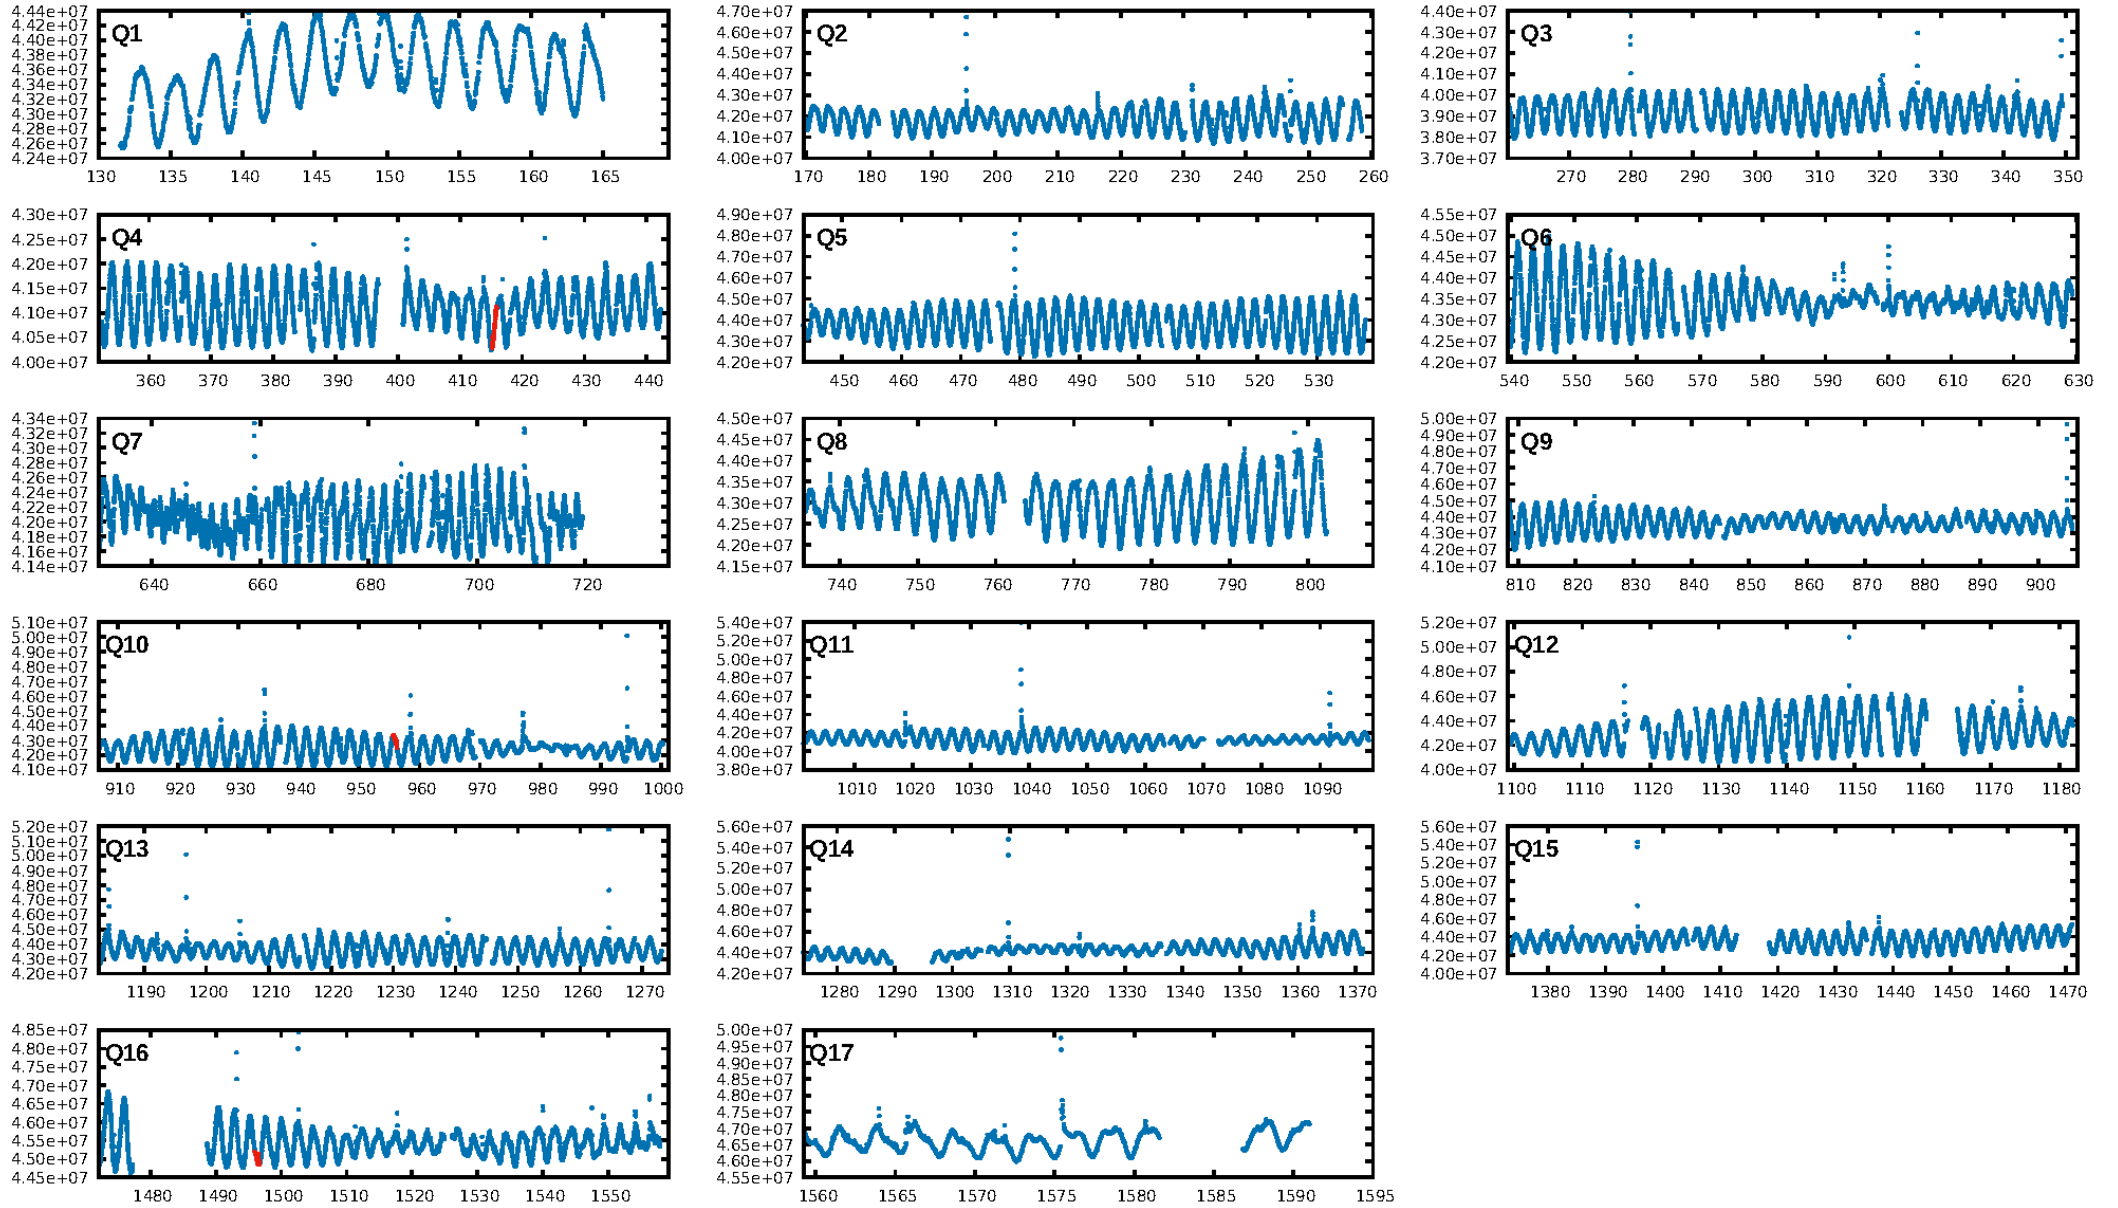 4.44e+07
4.42e+07
4.40e+07
4.38e+07
4.36e+07
4.34e+07
4.32e+07
4.30e+07
4.28e+07
4.26e+07
4.24e+07
Q1
130 135 140 145 150 155 160 165
4.70e+07
4.60e+07
4.50e+07
4.40e+07
4.30e+07
4.20e+07
4.10e+07
4.00e+07
Q2
170 180 190 200 210 220 230 240 250 260
4.40e+07
4.30e+07
4.20e+07
4.10e+07
4.00e+07
3.90e+07
3.80e+07
3.70e+07
Q3
270 280 290 300 310 320 330 340 350
4.30e+07
4.25e+07
4.20e+07
4.15e+07
4.10e+07
4.05e+07
4.00e+07
Q4
360 370 380 390 400 410 420 430 440
4.90e+07
4.80e+07
4.70e+07
4.60e+07
4.50e+07
4.40e+07
4.30e+07
4.20e+07
Q5
450 460 470 480 490 500 510 520 530
4.55e+07
4.50e+07
4.45e+07
4.40e+07
4.35e+07
4.30e+07
4.25e+07
4.20e+07
Q6
540 550 560 570 580 590 600 610 620 630
4.34e+07
4.32e+07
4.30e+07
4.28e+07
4.26e+07
4.24e+07
4.22e+07
4.20e+07
4.18e+07
4.16e+07
4.14e+07
Q7
640 660 680 700 720
4.50e+07
4.45e+07
4.40e+07
4.35e+07
4.30e+07
4.25e+07
4.20e+07
4.15e+07
Q8
740 750 760 770 780 790 800
5.00e+07
4.90e+07
4.80e+07
4.70e+07
4.60e+07
4.50e+07
4.40e+07
4.30e+07
4.20e+07
4.10e+07
Q9
810 820 830 840 850 860 870 880 890 900
5.10e+07
5.00e+07
4.90e+07
4.80e+07
4.70e+07
4.60e+07
4.50e+07
4.40e+07
4.30e+07
4.20e+07
4.10e+07
Q10
910 920 930 940 950 960 970 980 990 1000
5.40e+07
5.20e+07
5.00e+07
4.80e+07
4.60e+07
4.40e+07
4.20e+07
4.00e+07
3.80e+07
Q11
1010 1020 1030 1040 1050 1060 1070 1080 1090
5.20e+07
5.00e+07
4.80e+07
4.60e+07
4.40e+07
4.20e+07
4.00e+07
Q12
1100 1110 1120 1130 1140 1150 1160 1170 1180
5.20e+07
5.10e+07
5.00e+07
4.90e+07
4.80e+07
4.70e+07
4.60e+07
4.50e+07
4.40e+07
4.30e+07
4.20e+07
Q13
1190 1200 1210 1220 1230 1240 1250 1260 1270
5.60e+07
5.40e+07
5.20e+07
5.00e+07
4.80e+07
4.60e+07
4.40e+07
4.20e+07
Q14
1280 1290 1300 1310 1320 1330 1340 1350 1360 1370
5.60e+07
5.40e+07
5.20e+07
5.00e+07
4.80e+07
4.60e+07
4.40e+07
4.20e+07
4.00e+07
Q15
1380 1390 1400 1410 1420 1430 1440 1450 1460 1470
4.85e+07
4.80e+07
4.75e+07
4.70e+07
4.65e+07
4.60e+07
4.55e+07
4.50e+07
4.45e+07
Q16
1480 1490 1500 1510 1520 1530 1540 1550
5.00e+07
4.95e+07
4.90e+07
4.85e+07
4.80e+07
4.75e+07
4.70e+07
4.65e+07
4.60e+07
4.55e+07
Q17
1560 1565 1570 1575 1580 1585 1590 1595